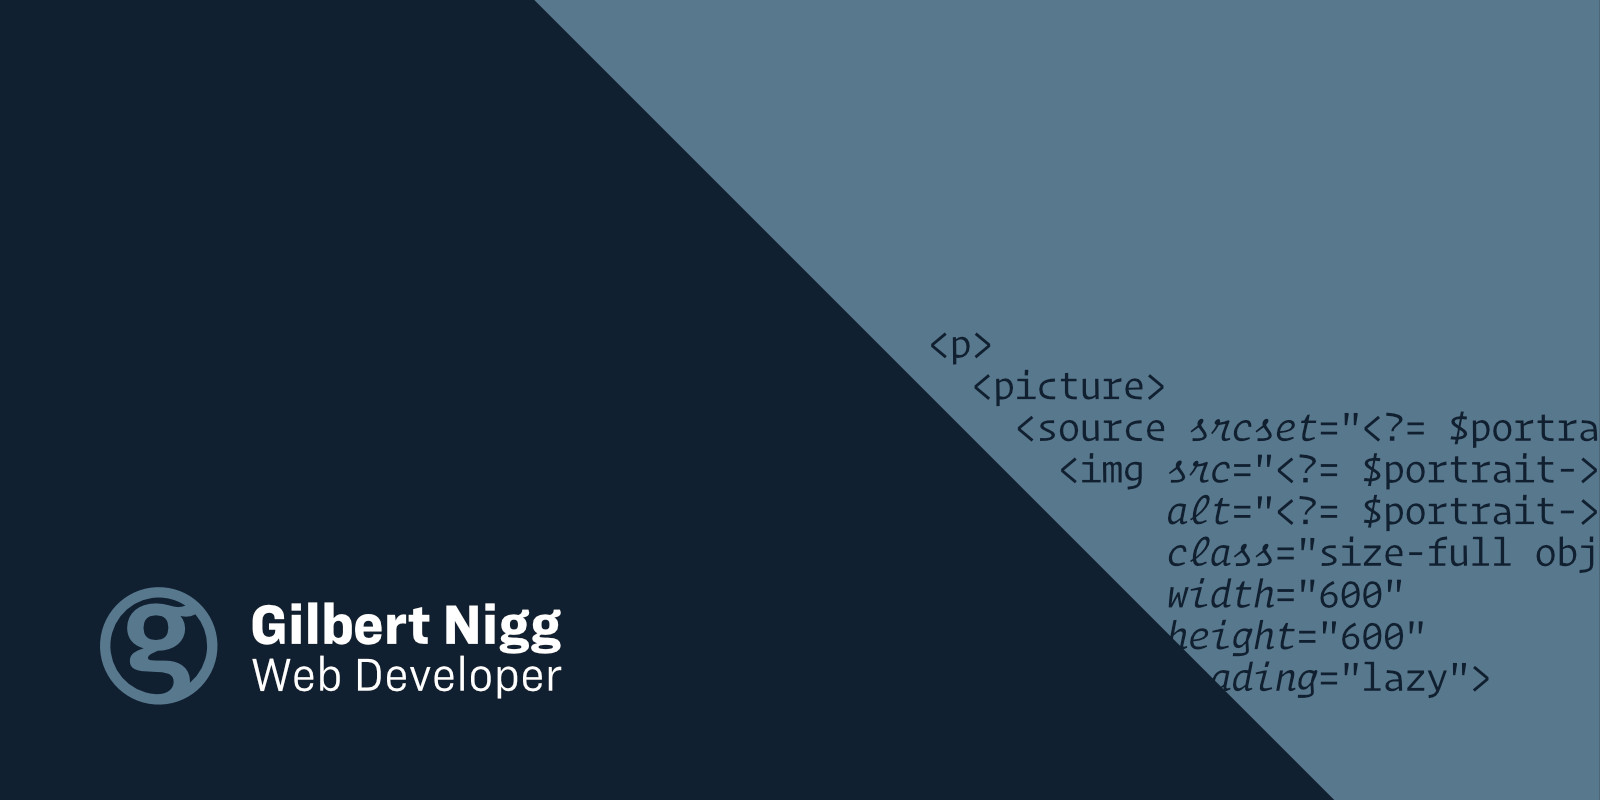 g
Gilbert Nigg
Web Developer
<p>
<picture>
<source srcset="<?= $portra
<img src="<?= $portrait->
alt="<?= $portrait->
class="size-full obj
width="600"
height="600"
ading="lazy">